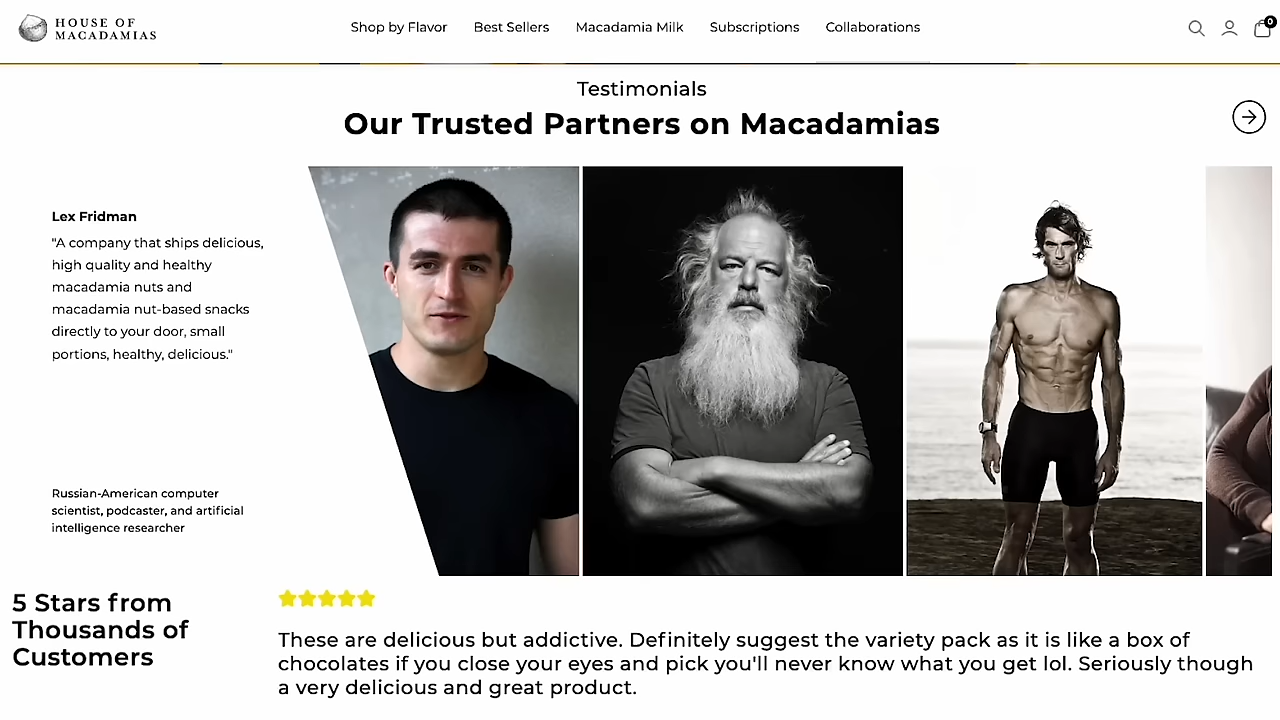 HOUSE OF
MACADAMIAS
Shop by Flavor
Best Sellers
Macadamia Milk
Subscriptions
Collaborations
0
Testimonials
Our Trusted Partners on Macadamias
Lex Fridman
"A company that ships delicious,
high quality and healthy
macadamia nuts and
macadamia nut-based snacks
directly to your door, small
portions, healthy, delicious."
Russian-American computer
scientist, podcaster, and artificial
intelligence researcher
5 Stars from
Thousands of
Customers
These are delicious but addictive. Definitely suggest the variety pack as it is like a box of
chocolates if you close your eyes and pick you'll never know what you get lol. Seriously though
a very delicious and great product.